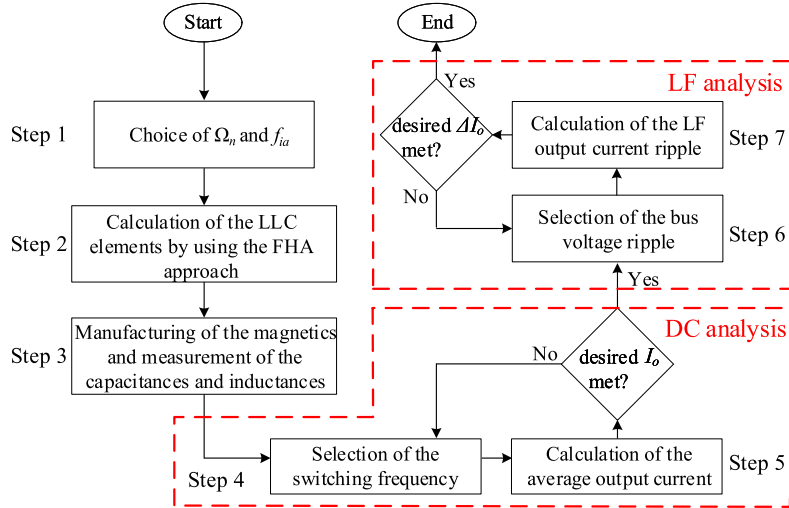 Start
Step 1
Choice of Ωn and fia
Step 2
Calculation of the LLC
elements by using the FHA
approach
Step 3
Manufacturing of the magnetics
and measurement of the
capacitances and inductances
Step 4
Selection of the
switching frequency
Calculation of the
average output current
Step 5
DC analysis
desired Io
met?
No
Yes
Selection of the bus
voltage ripple
Step 6
Calculation of the LF
output current ripple
Step 7
LF analysis
desired ΔIo
met?
No
Yes
End